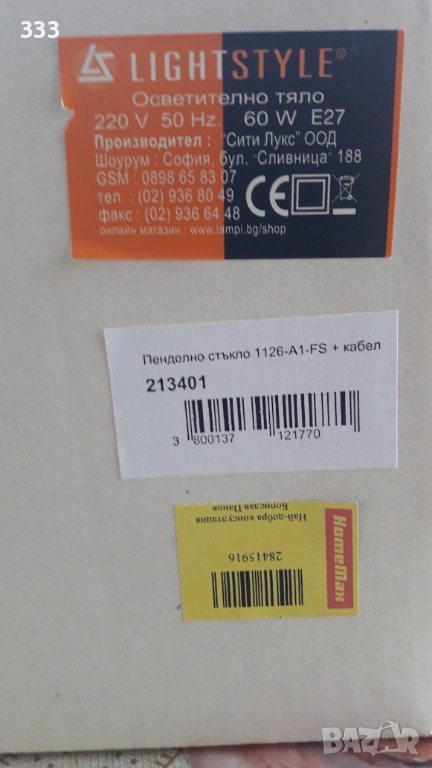 333
LIGHTSTYLE®
Осветително тяло
220 V 50 Hz. 60 W E27
Производител : "Сити Лукс" ООД
Шоурум : София, бул. "Сливница" 188
GSM : 0898 65 83 07
тел. : (02) 936 80 49
факс : (02) 936 64 48
онлайн магазин : www.lampi.bg/shop
CE
Пенделно стъкло 1126-A1-FS + кабел
213401
3 800137 121770
HomeMax
Най-добра консултация
Борислав Панов
28415916
BAZAR